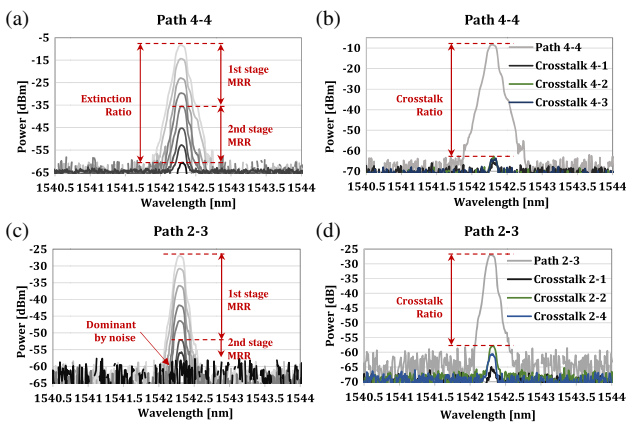 (a)
Path 4-4
-5
-15
-25
-35
-45
-55
-65
Power [dBm]
Extinction
Ratio
1st stage
MRR
2nd stage
MRR
1540.5 1541 1541.5 1542 1542.5 1543 1543.5 1544
Wavelength [nm]
(b)
Path 4-4
-10
-20
-30
-40
-50
-60
-70
Power [dBm]
Crosstalk
Ratio
Path 4-4
Crosstalk 4-1
Crosstalk 4-2
Crosstalk 4-3
1540.5 1541 1541.5 1542 1542.5 1543 1543.5 1544
Wavelength [nm]
(c)
Path 2-3
-25
-30
-35
-40
-45
-50
-55
-60
-65
Power [dBm]
Dominant
by noise
1st stage
MRR
2nd stage
MRR
1540.5 1541 1541.5 1542 1542.5 1543 1543.5 1544
Wavelength [nm]
(d)
Path 2-3
-25
-30
-35
-40
-45
-50
-55
-60
-65
-70
Power [dB]
Crosstalk
Ratio
Path 2-3
Crosstalk 2-1
Crosstalk 2-2
Crosstalk 2-4
1540.5 1541 1541.5 1542 1542.5 1543 1543.5 1544
Wavelength [nm]